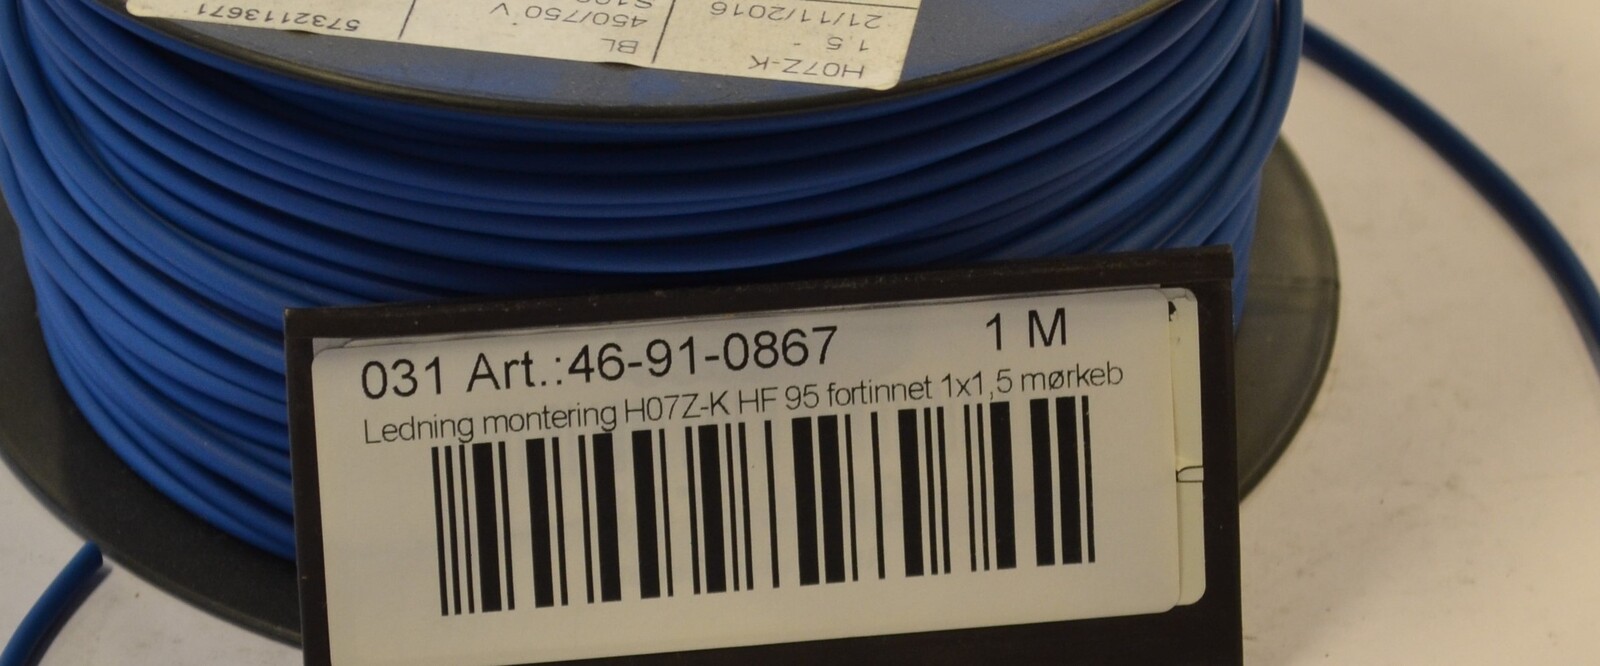 H07Z-K
1,5 -
21/11/2016
BL
450/750 V
5732113671
031 Art.:46-91-0867 1 M
Ledning montering H07Z-K HF 95 fortinnet 1x1,5 mørkeb